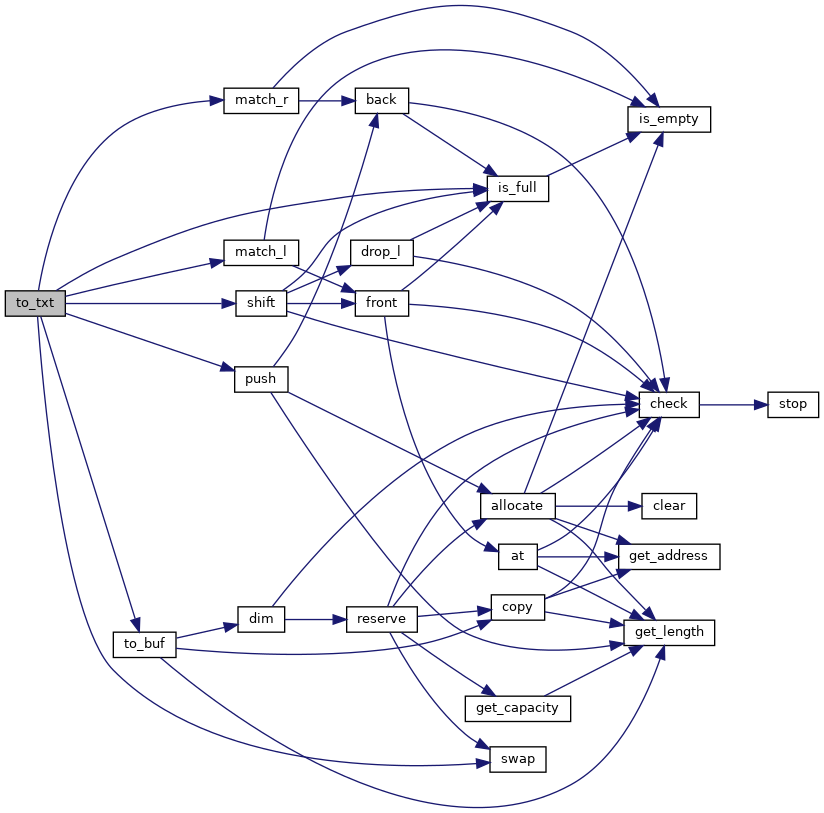 match_r
back
is_empty
is_full
match_l
drop_l
to_txt
shift
front
push
check
stop
allocate
clear
at
get_address
copy
dim
reserve
get_length
to_buf
get_capacity
swap